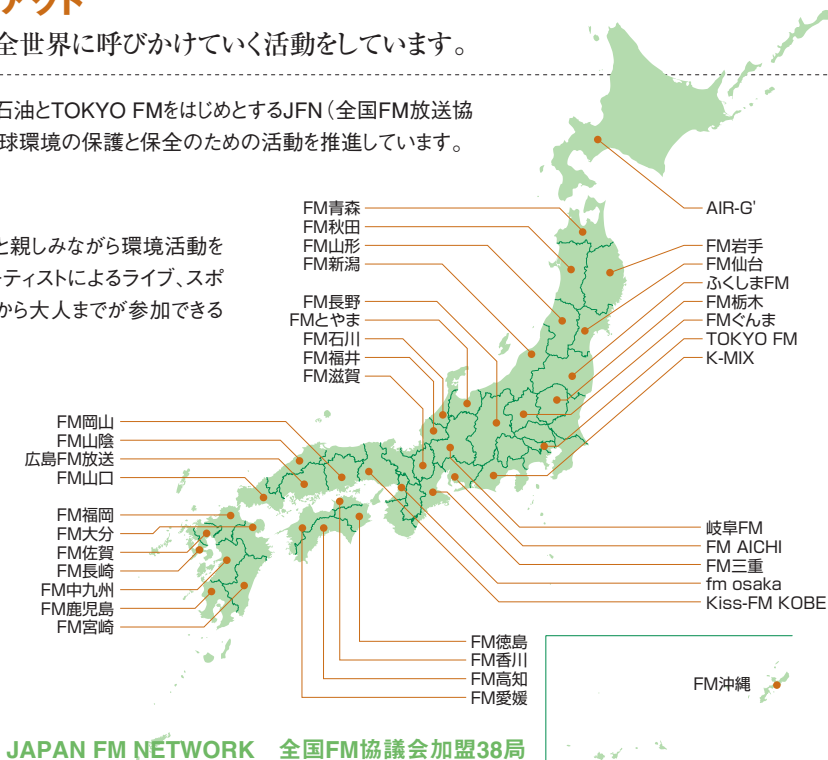 アウト
全世界に呼びかけていく活動をしています。
石油とTOKYO FMをはじめとするJFN（全国FM放送協
球環境の保護と保全のための活動を推進しています。
と親しみながら環境活動を
ーティストによるライブ、スポ
から大人までが参加できる
FM青森
FM秋田
FM山形
FM新潟
FM長野
FMとやま
FM石川
FM福井
FM滋賀
AIR-G'
FM岩手
FM仙台
ふくしまFM
FM栃木
FMぐんま
TOKYO FM
K-MIX
FM岡山
FM山陰
広島FM放送
FM山口
FM福岡
FM大分
FM佐賀
FM長崎
FM中九州
FM鹿児島
FM宮崎
岐阜FM
FM AICHI
FM三重
fm osaka
Kiss-FM KOBE
FM徳島
FM香川
FM高知
FM愛媛
FM沖縄
JAPAN FM NETWORK　全国FM協議会加盟38局